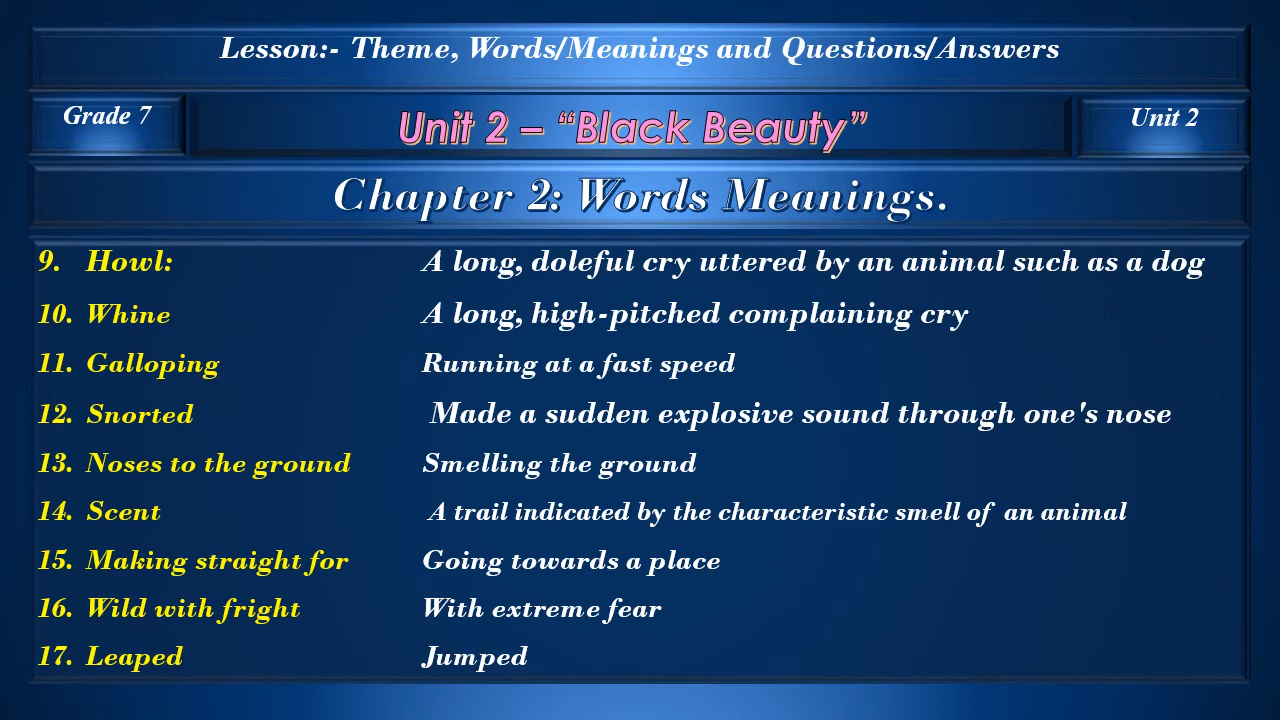 Lesson:- Theme, Words/Meanings and Questions/Answers
Grade 7
Unit 2 – “Black Beauty”
Unit 2
Chapter 2: Words Meanings.
9. Howl: A long, doleful cry uttered by an animal such as a dog
10. Whine A long, high-pitched complaining cry
11. Galloping Running at a fast speed
12. Snorted Made a sudden explosive sound through one's nose
13. Noses to the ground Smelling the ground
14. Scent A trail indicated by the characteristic smell of an animal
15. Making straight for Going towards a place
16. Wild with fright With extreme fear
17. Leaped Jumped